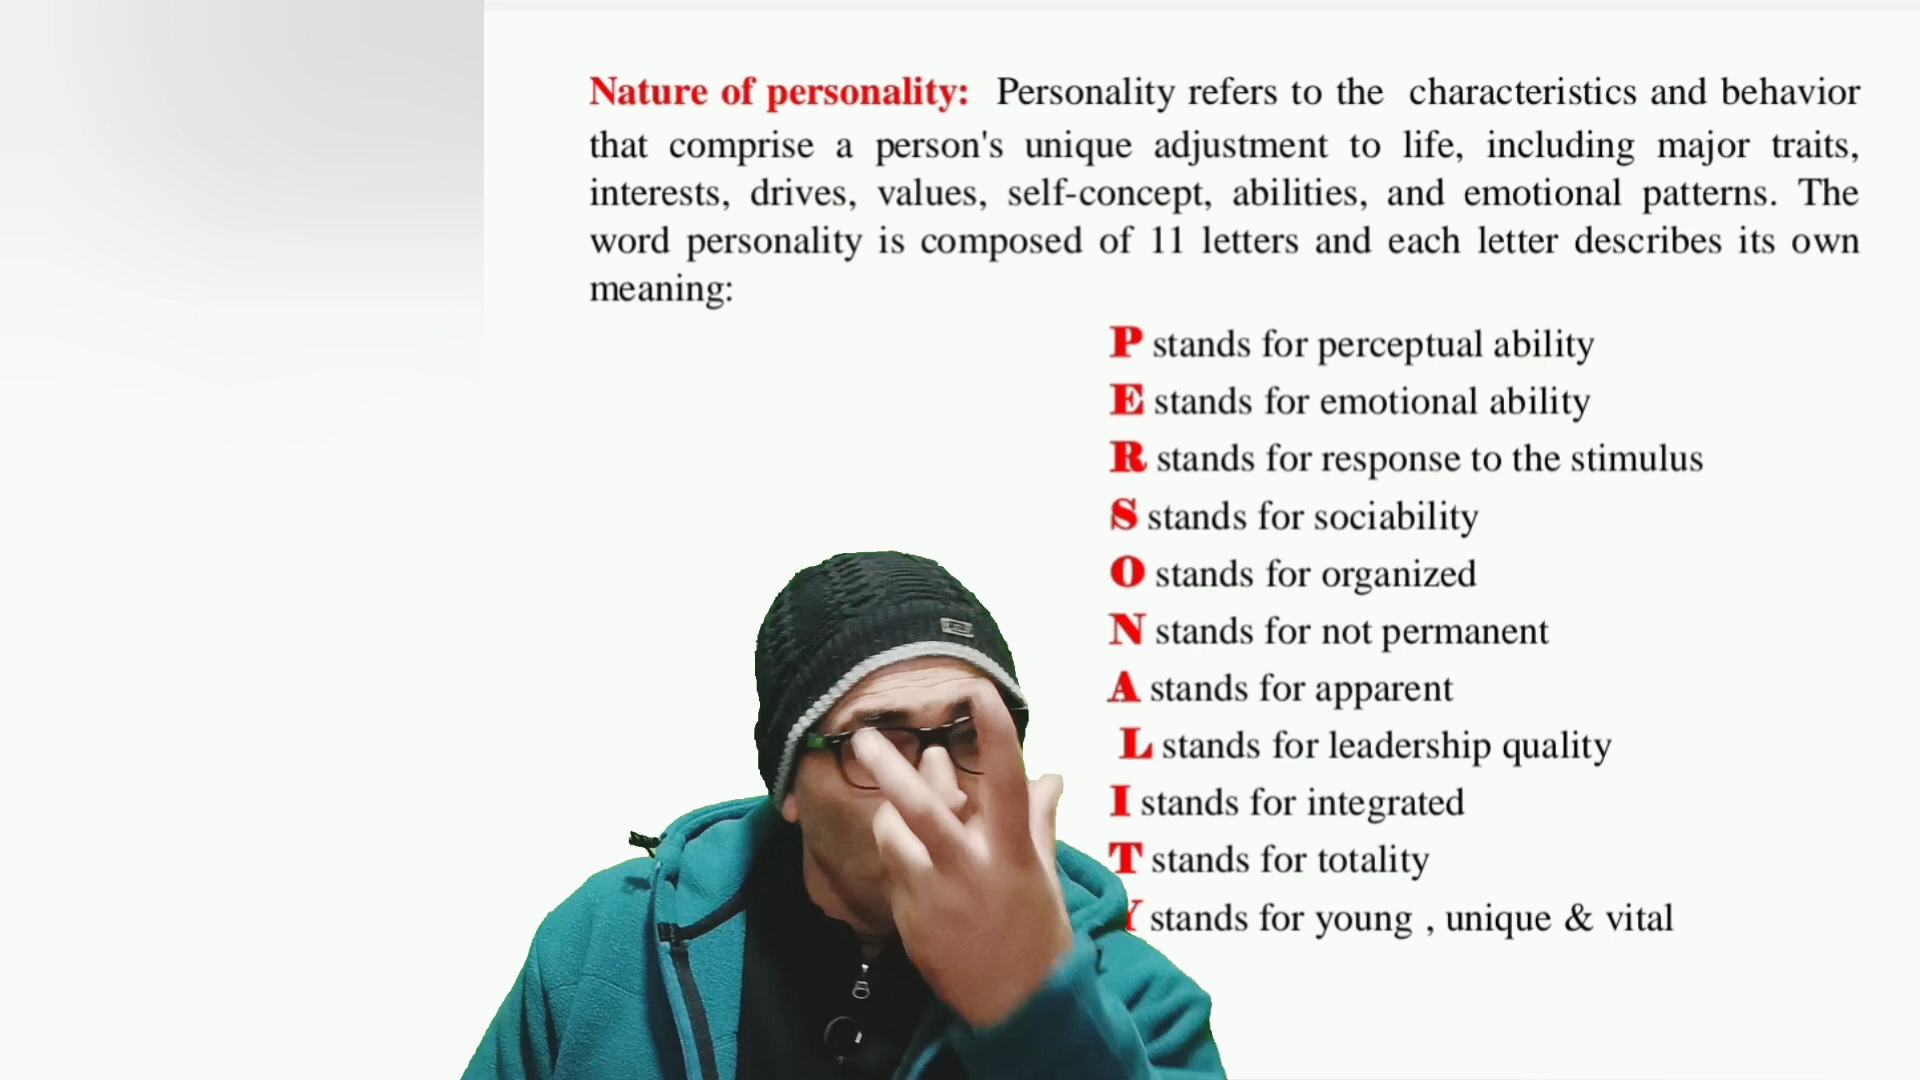 Nature of personality: Personality refers to the characteristics and behavior
that comprise a person's unique adjustment to life, including major traits,
interests, drives, values, self-concept, abilities, and emotional patterns. The
word personality is composed of 11 letters and each letter describes its own
meaning:
P stands for perceptual ability
E stands for emotional ability
R stands for response to the stimulus
S stands for sociability
O stands for organized
N stands for not permanent
A stands for apparent
L stands for leadership quality
I stands for integrated
T stands for totality
Y stands for young , unique & vital